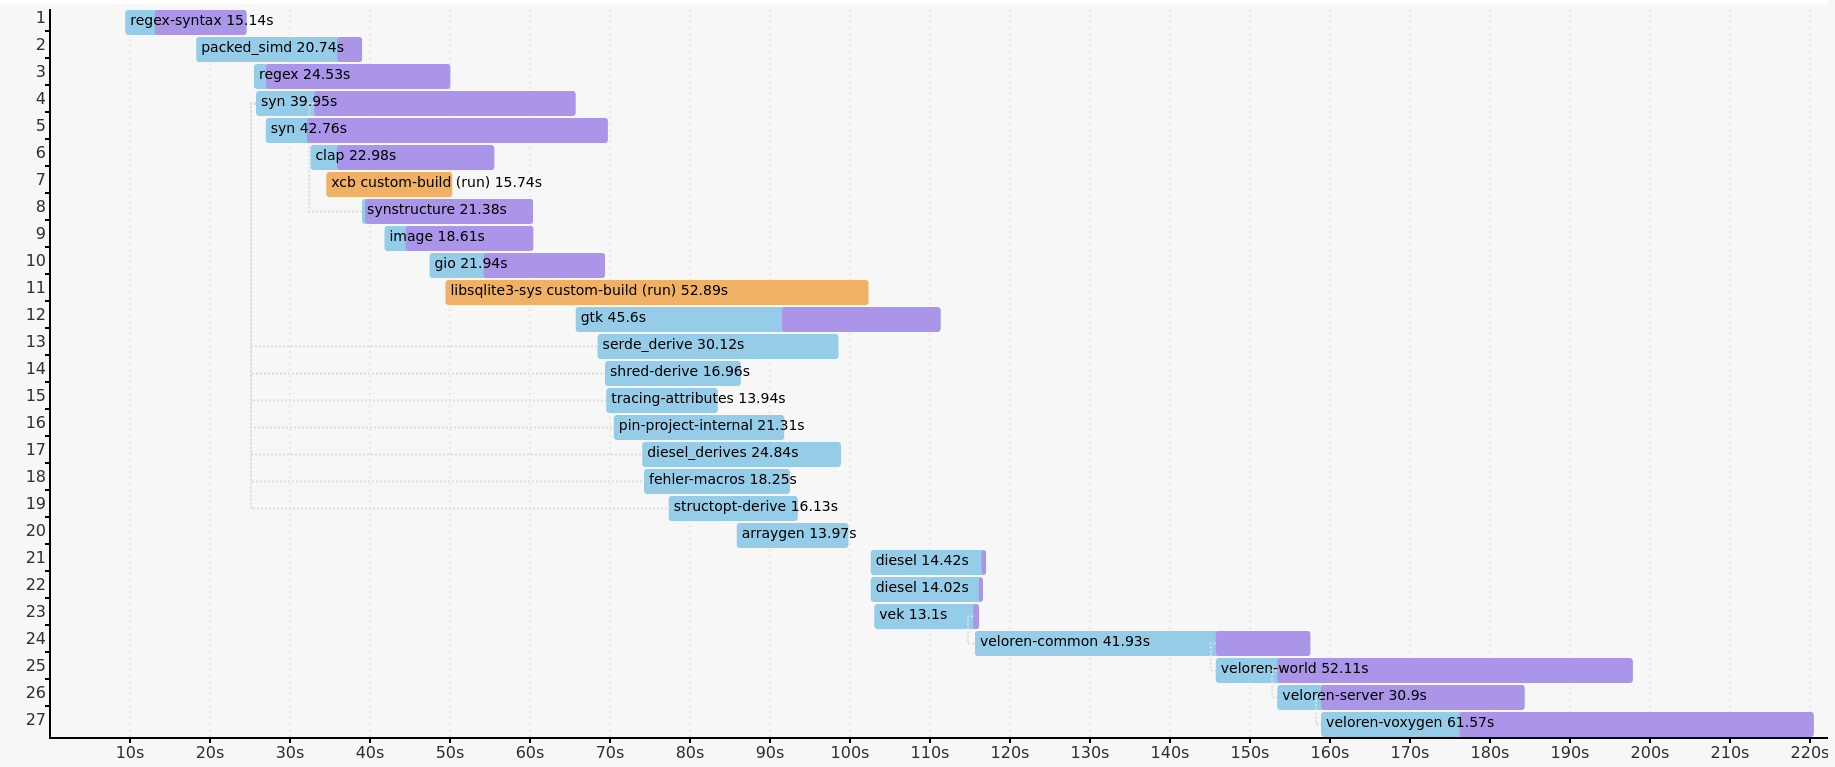 1 regex-syntax 15.14s
2 packed_simd 20.74s
3 regex 24.53s
4 syn 39.95s
5 syn 42.76s
6 clap 22.98s
7 xcb custom-build (run) 15.74s
8 synstructure 21.38s
9 image 18.61s
10 gio 21.94s
11 libsqlite3-sys custom-build (run) 52.89s
12 gtk 45.6s
13 serde_derive 30.12s
14 shred-derive 16.96s
15 tracing-attributes 13.94s
16 pin-project-internal 21.31s
17 diesel_derives 24.84s
18 fehler-macros 18.25s
19 structopt-derive 16.13s
20 arraygen 13.97s
21 diesel 14.42s
22 diesel 14.02s
23 vek 13.1s
24 veloren-common 41.93s
25 veloren-world 52.11s
26 veloren-server 30.9s
27 veloren-voxygen 61.57s
10s 20s 30s 40s 50s 60s 70s 80s 90s 100s 110s 120s 130s 140s 150s 160s 170s 180s 190s 200s 210s 220s